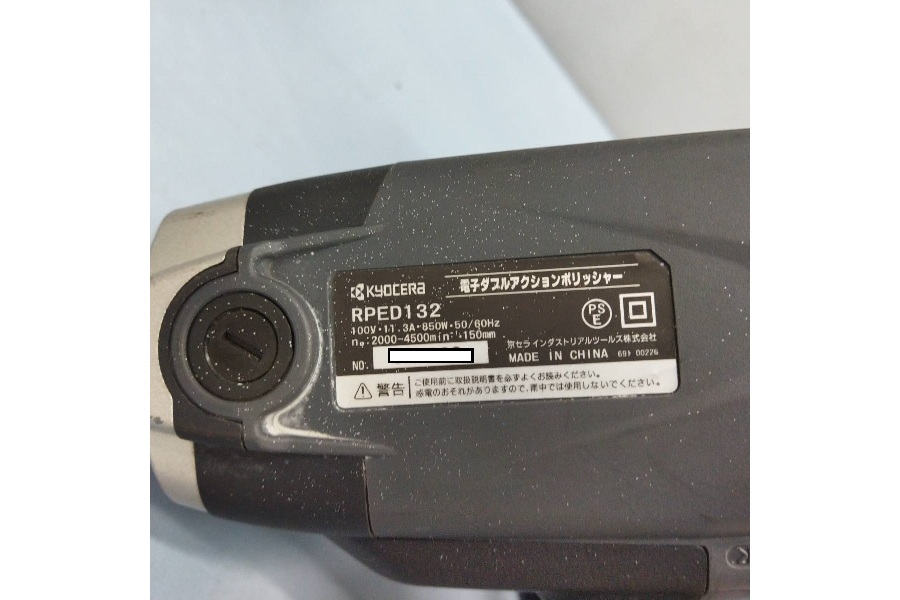 KYOCERA 電子ダブルアクションポリッシャー
RPED132
100V・11.3A・850W・50/60Hz
n₀:2000-4500min⁻¹・150mm
PS E
京セラインダストリアルツールズ株式会社
NO:
MADE IN CHINA 691 00226
警告
ご使用前に取扱説明書を必ずよくお読みください。
感電のおそれがありますので、雨中では使用しないでください。